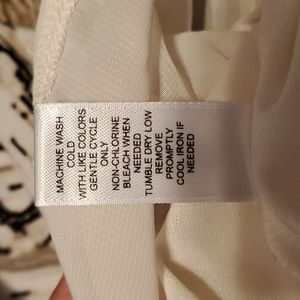 MACHINE WASH
COLD
WITH LIKE COLORS
GENTLE CYCLE
ONLY
NON-CHLORINE
BLEACH WHEN
NEEDED
TUMBLE DRY LOW
REMOVE
PROMPTLY
COOL IRON IF
NEEDED